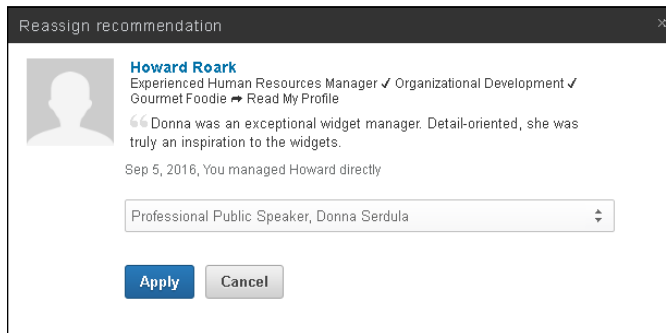 Reassign recommendation ×
Howard Roark
Experienced Human Resources Manager ✔ Organizational Development ✔
Gourmet Foodie ➦ Read My Profile
“ Donna was an exceptional widget manager. Detail-oriented, she was
truly an inspiration to the widgets.
Sep 5, 2016, You managed Howard directly
Professional Public Speaker, Donna Serdula
Apply Cancel